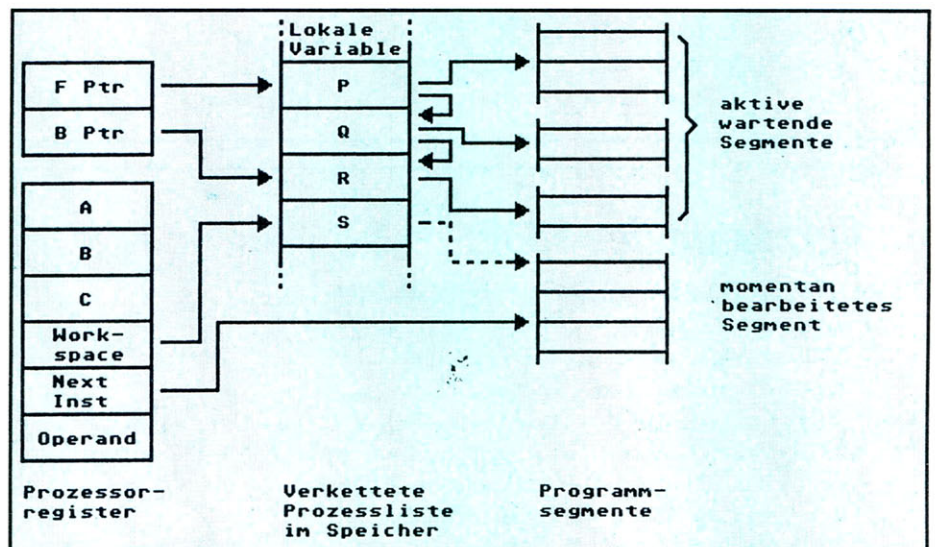 F Ptr
B Ptr
A
B
C
Work-
space
Next
Inst
Operand
Prozessor-
register
Lokale
Variable
P
Q
R
S
Verkettete
Prozessliste
im Speicher
aktive
wartende
Segmente
momentan
bearbeitetes
Segment
Programm-
segmente